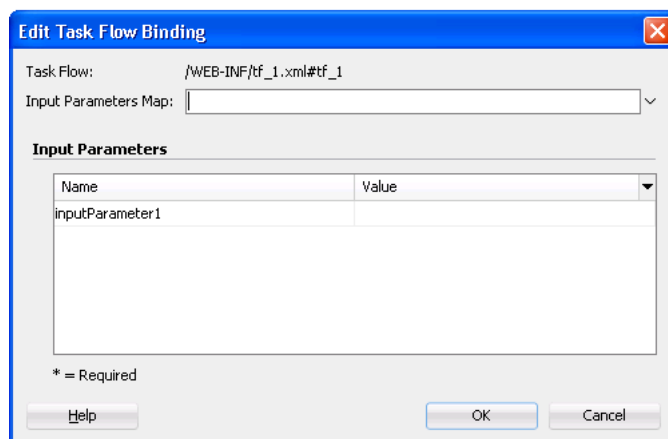 Edit Task Flow Binding
Task Flow: /WEB-INF/tf_1.xml#tf_1
Input Parameters Map:
Input Parameters
Name Value
inputParameter1
* = Required
Help OK Cancel